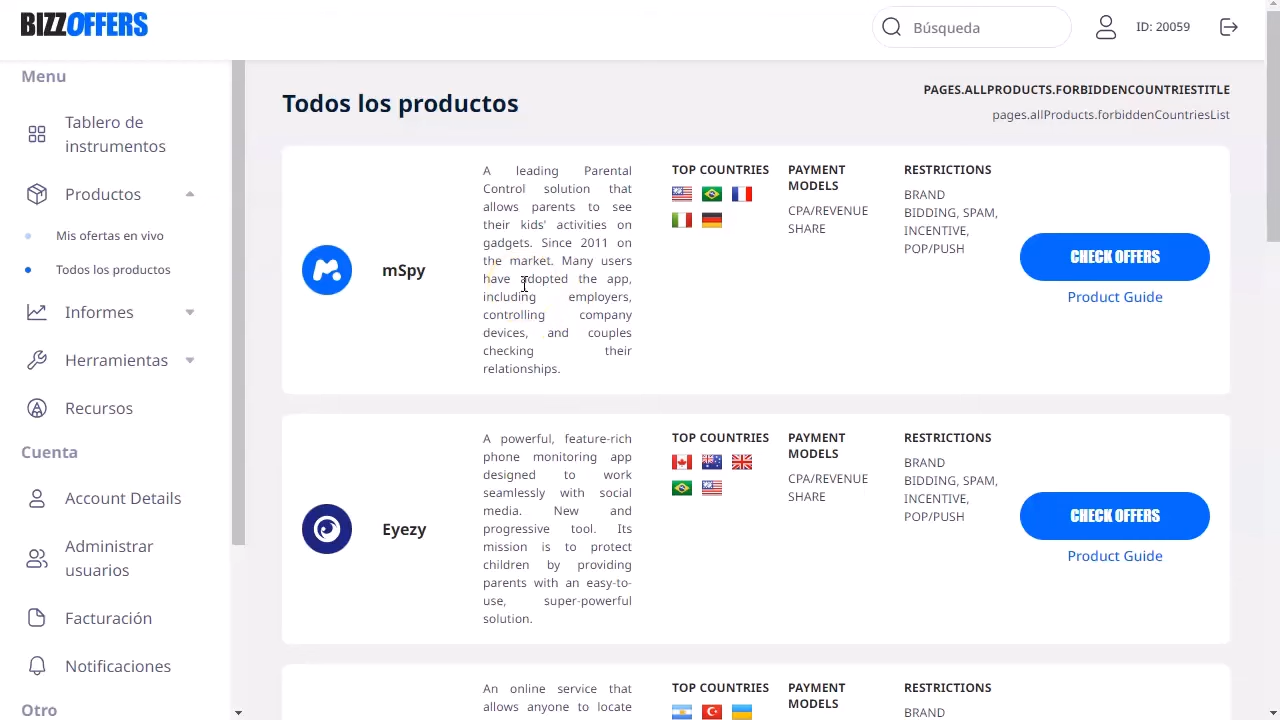 BIZZOFFERS
Búsqueda
ID: 20059
Menu
Tablero de
instrumentos
Productos
Mis ofertas en vivo
Todos los productos
Informes
Herramientas
Recursos
Cuenta
Account Details
Administrar
usuarios
Facturación
Notificaciones
Otro
Todos los productos
PAGES.ALLPRODUCTS.FORBIDDENCOUNTRIESTITLE
pages.allProducts.forbiddenCountriesList
mSpy
A leading Parental
Control solution that
allows parents to see
their kids' activities on
gadgets. Since 2011 on
the market. Many users
have adopted the app,
including employers,
controlling company
devices, and couples
checking their
relationships.
TOP COUNTRIES
PAYMENT
MODELS
CPA/REVENUE
SHARE
RESTRICTIONS
BRAND
BIDDING, SPAM,
INCENTIVE,
POP/PUSH
CHECK OFFERS
Product Guide
Eyezy
A powerful, feature-rich
phone monitoring app
designed to work
seamlessly with social
media. New and
progressive tool. Its
mission is to protect
children by providing
parents with an easy-to-
use, super-powerful
solution.
TOP COUNTRIES
PAYMENT
MODELS
CPA/REVENUE
SHARE
RESTRICTIONS
BRAND
BIDDING, SPAM,
INCENTIVE,
POP/PUSH
CHECK OFFERS
Product Guide
An online service that
allows anyone to locate
TOP COUNTRIES
PAYMENT
MODELS
RESTRICTIONS
BRAND